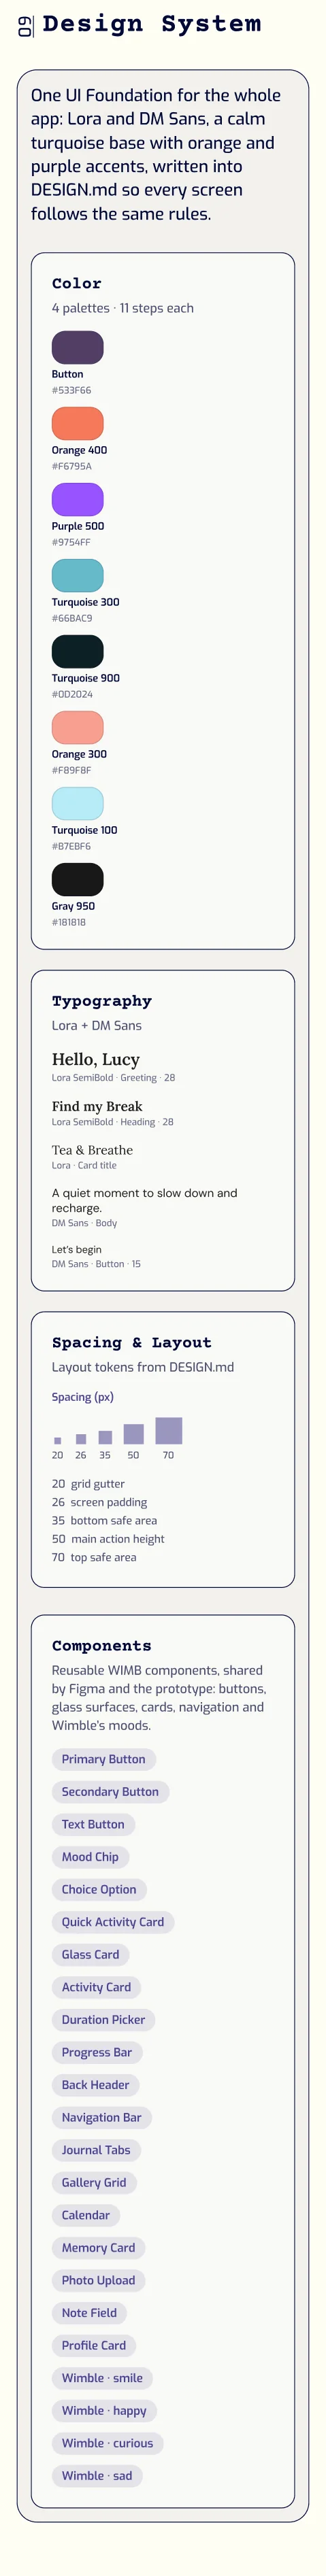 09 Design System
One UI Foundation for the whole
app: Lora and DM Sans, a calm
turquoise base with orange and
purple accents, written into
DESIGN.md so every screen
follows the same rules.
Color
4 palettes · 11 steps each
Button
#533F66
Orange 400
#F6795A
Purple 500
#9754FF
Turquoise 300
#66BAC9
Turquoise 900
#0D2024
Orange 300
#FB9F8F
Turquoise 100
#B7EBF6
Gray 950
#181818
Typography
Lora + DM Sans
Hello, Lucy
Lora SemiBold · Greeting · 28
Find my Break
Lora SemiBold · Heading · 28
Tea & Breathe
Lora · Card title
A quiet moment to slow down and
recharge.
DM Sans · Body
Let's begin
DM Sans · Button · 15
Spacing & Layout
Layout tokens from DESIGN.md
Spacing (px)
20 26 35 50 70
20 grid gutter
26 screen padding
35 bottom safe area
50 main action height
70 top safe area
Components
Reusable WIMB components, shared
by Figma and the prototype: buttons,
glass surfaces, cards, navigation and
Wimble's moods.
Primary Button
Secondary Button
Text Button
Mood Chip
Choice Option
Quick Activity Card
Glass Card
Activity Card
Duration Picker
Progress Bar
Back Header
Navigation Bar
Journal Tabs
Gallery Grid
Calendar
Memory Card
Photo Upload
Note Field
Profile Card
Wimble · smile
Wimble · happy
Wimble · curious
Wimble · sad